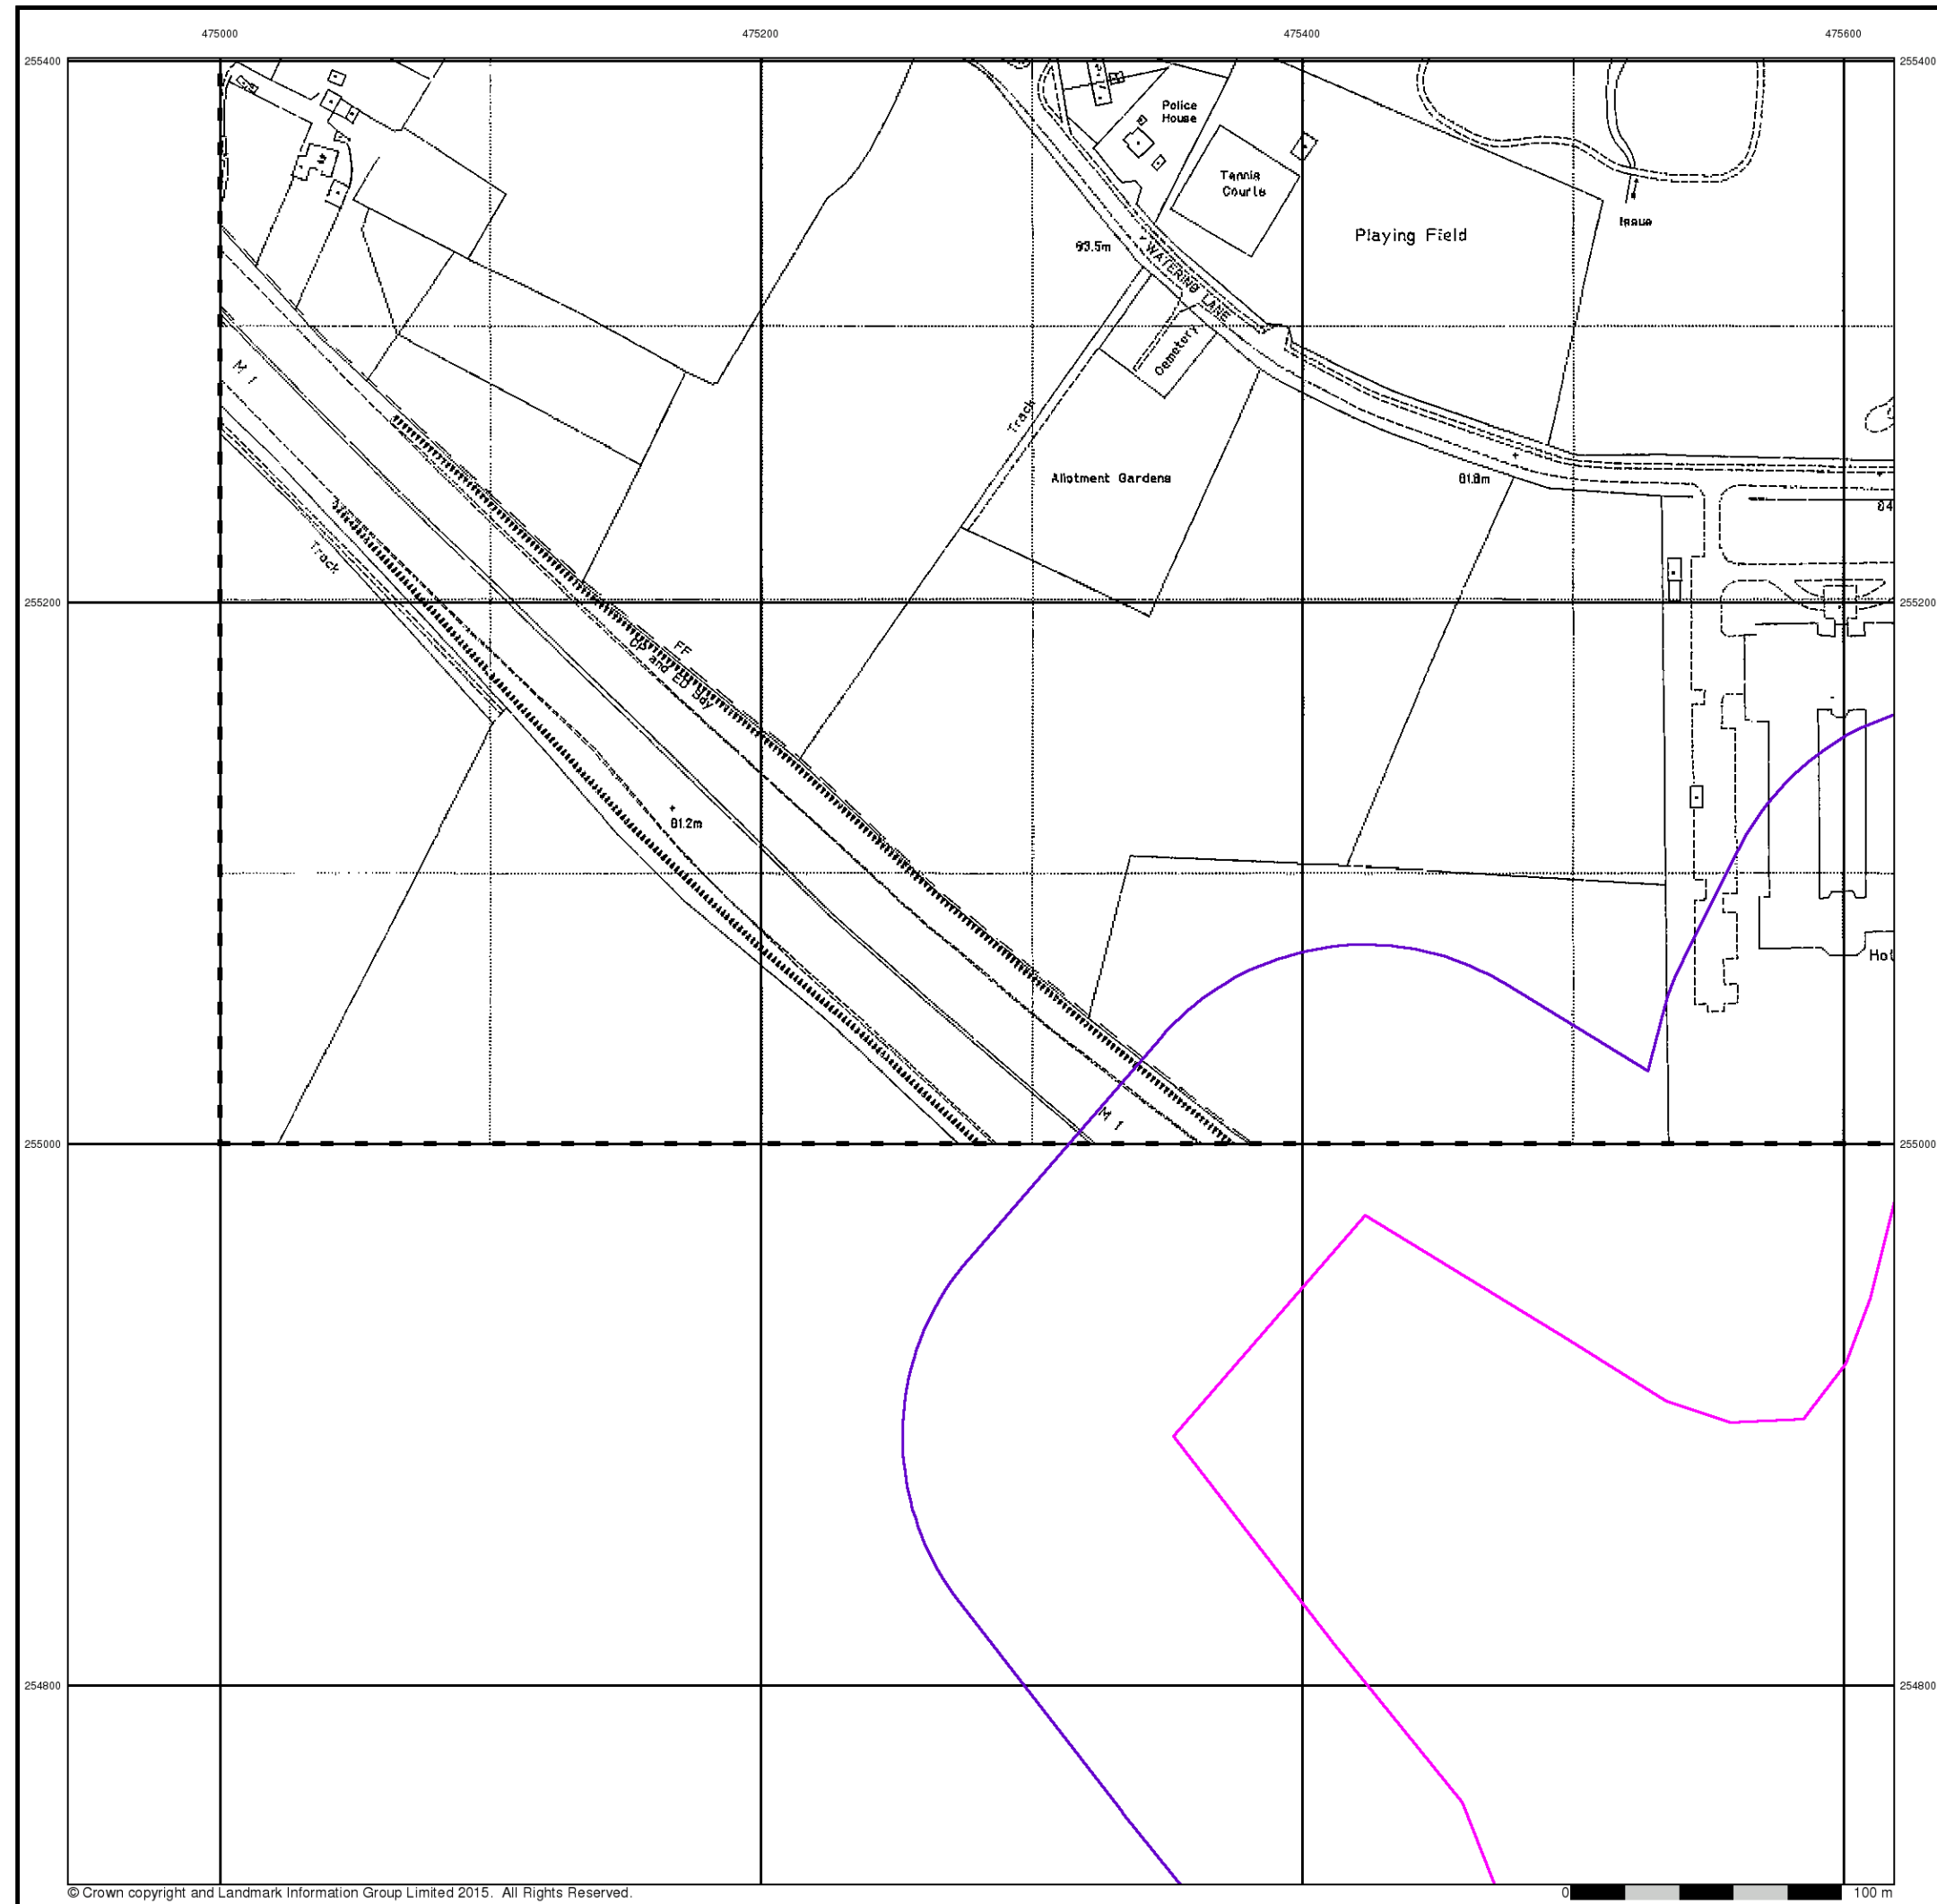 475000 475200 475400 475600
255400 255400
Police
House
Tennis
Courts
Playing Field
Issue
93.5m
WATERING LANE
Cemetery
M 1
Track
Allotment Gardens
81.8m
84
Track
255200 255200
FF
CP and ED Bdy
81.2m
Hot
M 1
255000 255000
254800 254800
© Crown copyright and Landmark Information Group Limited 2015. All Rights Reserved.
0 100 m